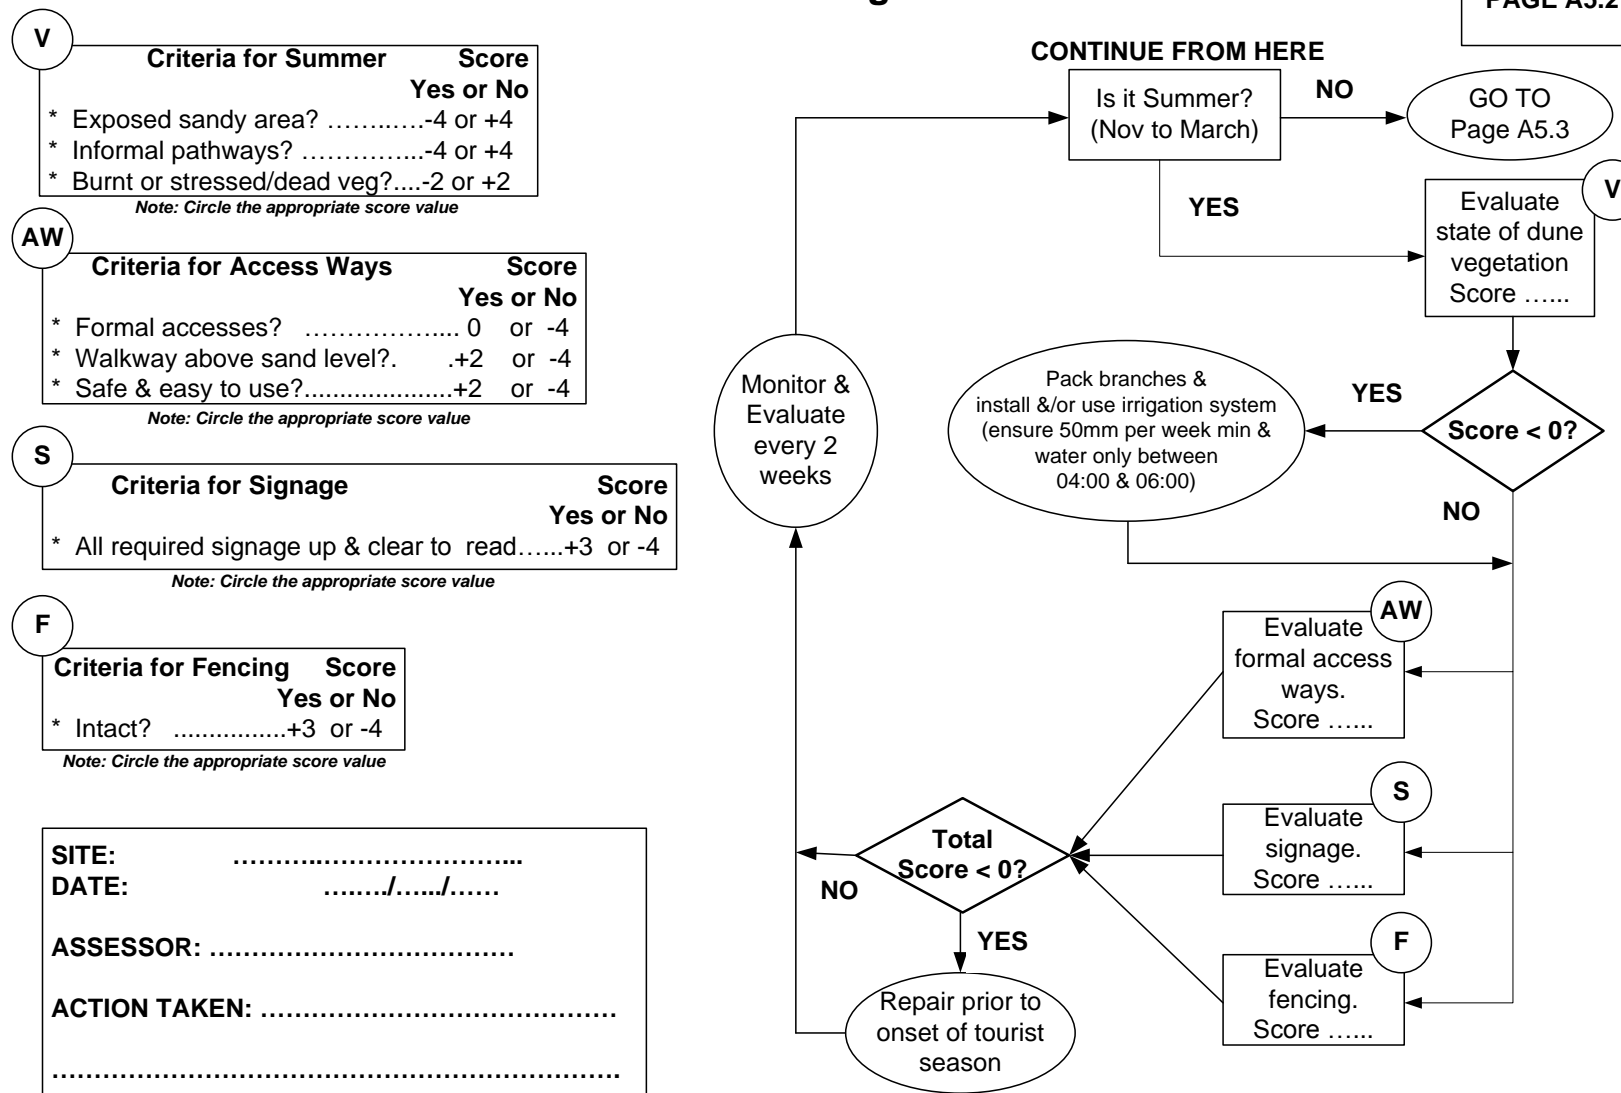 PAGE A5.2
V
Criteria for Summer Score
Yes or No
* Exposed sandy area? ……..….-4 or +4
* Informal pathways? …………...-4 or +4
* Burnt or stressed/dead veg?....-2 or +2
Note: Circle the appropriate score value
AW
Criteria for Access Ways Score
Yes or No
* Formal accesses? …………….... 0 or -4
* Walkway above sand level?. .+2 or -4
* Safe & easy to use?.....................+2 or -4
Note: Circle the appropriate score value
S
Criteria for Signage Score
Yes or No
* All required signage up & clear to read…...+3 or -4
Note: Circle the appropriate score value
F
Criteria for Fencing Score
Yes or No
* Intact? ................+3 or -4
Note: Circle the appropriate score value
SITE: ………...…………………...
DATE: …..…./…../……
ASSESSOR: ………………………………
ACTION TAKEN: ……………………………………
………………………………………………………….
CONTINUE FROM HERE
Is it Summer?
(Nov to March)
NO
GO TO
Page A5.3
YES
V
Evaluate
state of dune
vegetation
Score …...
Score < 0?
YES
Pack branches &
install &/or use irrigation system
(ensure 50mm per week min &
water only between
04:00 & 06:00)
NO
Monitor &
Evaluate
every 2
weeks
AW
Evaluate
formal access
ways.
Score …...
S
Evaluate
signage.
Score …...
F
Evaluate
fencing.
Score …...
Total
Score < 0?
NO
YES
Repair prior to
onset of tourist
season